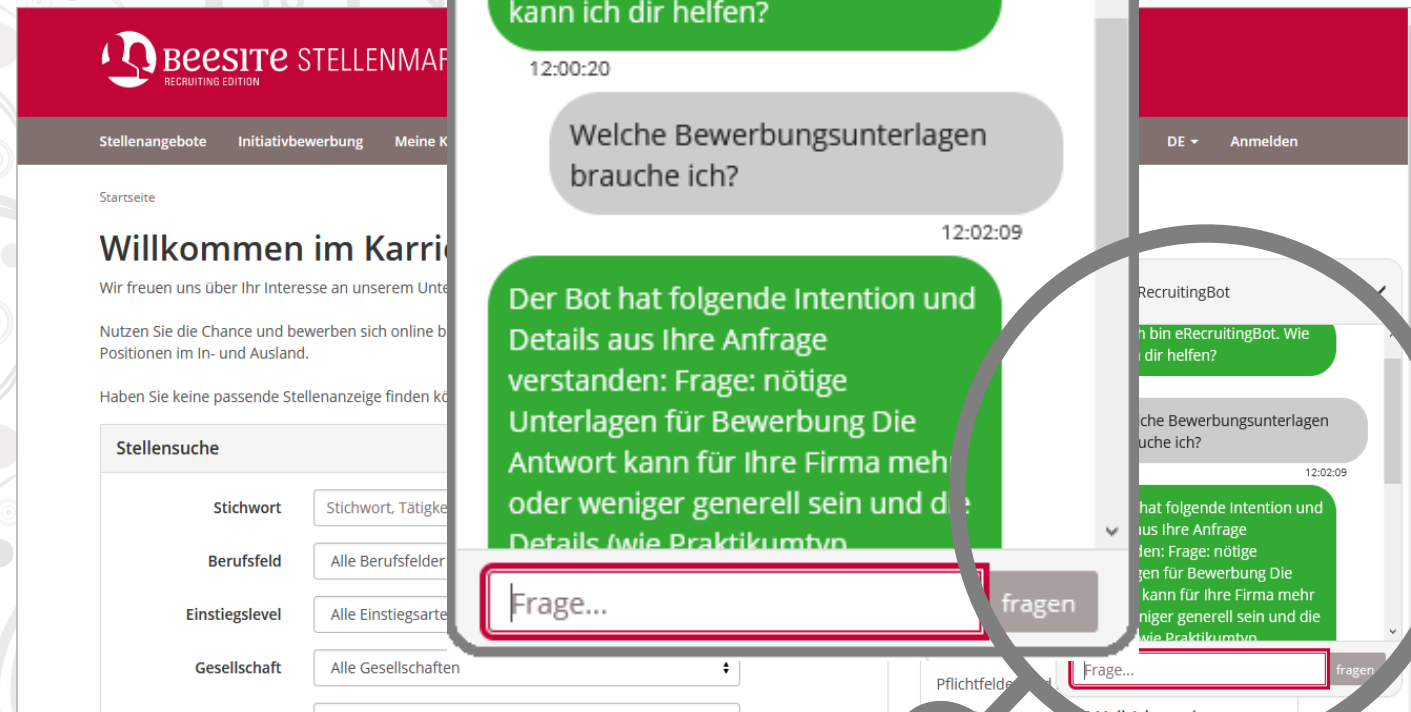 BEESITE STELLENMAR
RECRUITING EDITION
Stellenangebote Initiativbewerbung Meine K
DE Anmelden
Startseite
Willkommen im Karri
Wir freuen uns über Ihr Interesse an unserem Unte
Nutzen Sie die Chance und bewerben sich online b
Positionen im In- und Ausland.
Haben Sie keine passende Stellenanzeige finden kö
Stellensuche
Stichwort Stichwort, Tätigke
Berufsfeld Alle Berufsfelder
Einstiegslevel Alle Einstiegsarte
Gesellschaft Alle Gesellschaften
Pflichtfelde
kann ich dir helfen?
12:00:20
Welche Bewerbungsunterlagen
brauche ich?
12:02:09
Der Bot hat folgende Intention und
Details aus Ihre Anfrage
verstanden: Frage: nötige
Unterlagen für Bewerbung Die
Antwort kann für Ihre Firma mehr
oder weniger generell sein und die
Details (wie Praktikumtyp
Frage...
fragen
RecruitingBot
n bin eRecruitingBot. Wie
dir helfen?
che Bewerbungsunterlagen
uche ich?
12:02:09
hat folgende Intention und
us Ihre Anfrage
den: Frage: nötige
gen für Bewerbung Die
kann für Ihre Firma mehr
niger generell sein und die
wie Praktikumtyp
Frage...
fragen